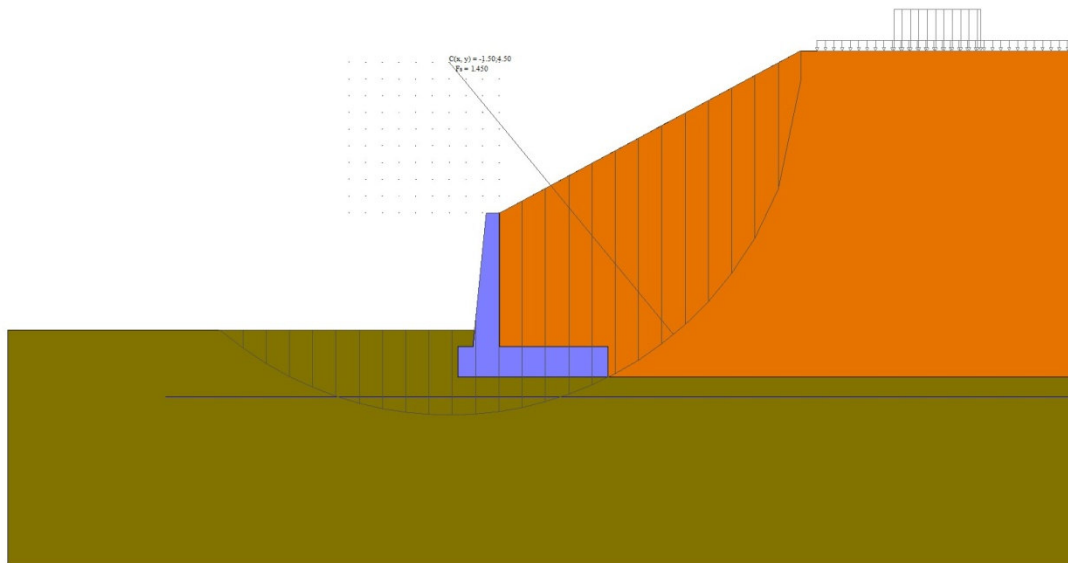 C(x, y) = -1.50;4.50
Fs = 1.450